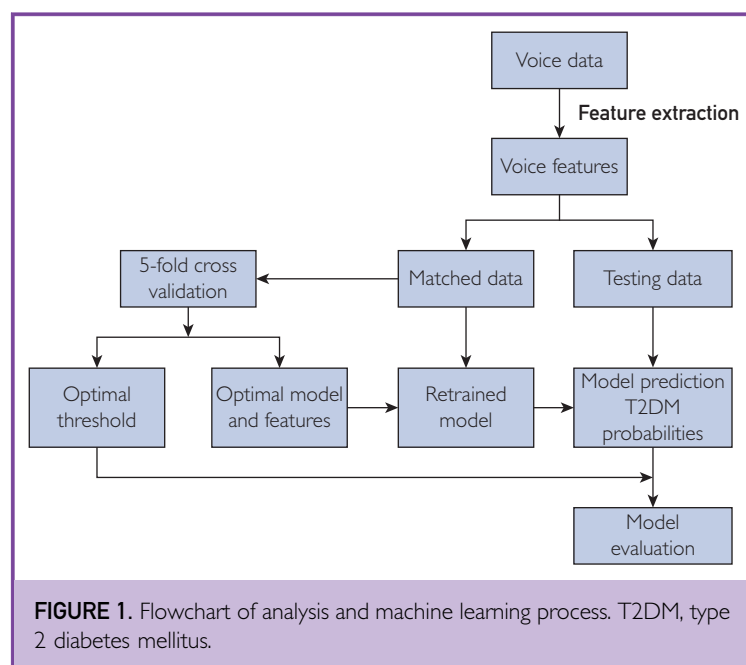 Voice data
Feature extraction
Voice features
5-fold cross
validation
Matched data
Testing data
Optimal
threshold
Optimal model
and features
Retrained
model
Model prediction
T2DM
probabilities
Model
evaluation
FIGURE 1. Flowchart of analysis and machine learning process. T2DM, type
2 diabetes mellitus.